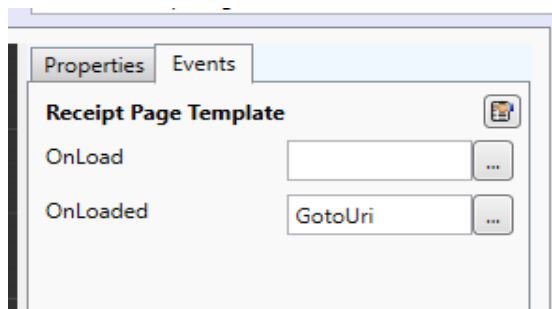 Properties Events
Receipt Page Template
OnLoad ...
OnLoaded GotoUri ...